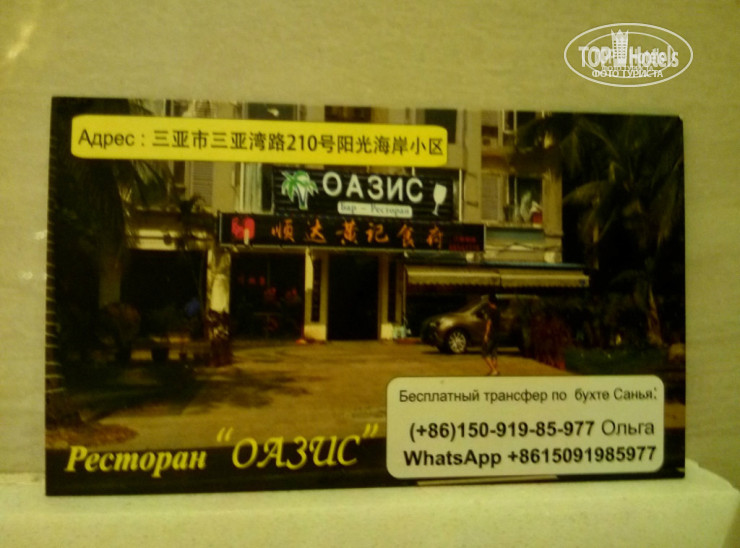 TOP Hotels
ФОТО ТУРИСТА
Адрес : 三亚市三亚湾路210号阳光海岸小区
ОАЗИС
Бар - Ресторан
顺达黄记食府
Бесплатный трансфер по бухте Санья:
(+86)150-919-85-977 Ольга
WhatsApp +8615091985977
Ресторан "ОАЗИС"